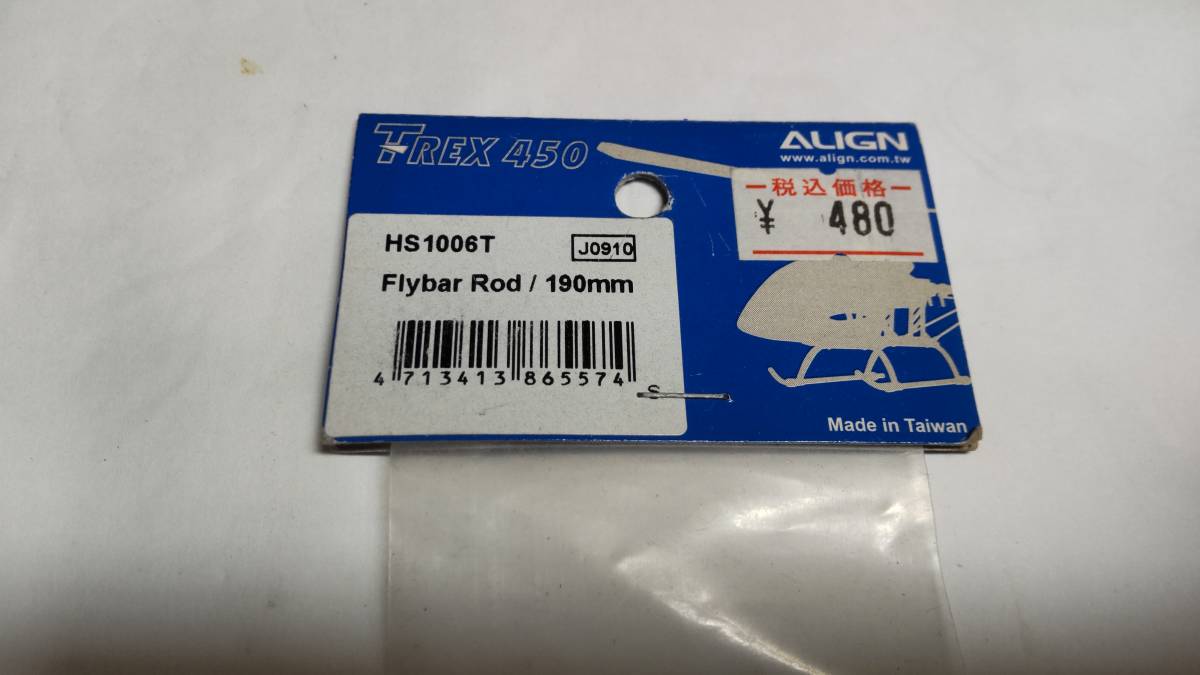 T-REX 450
ALIGN
www.align.com.tw
税込価格
¥ 480
HS1006T
J0910
Flybar Rod / 190mm
4 713413 865574
Made in Taiwan